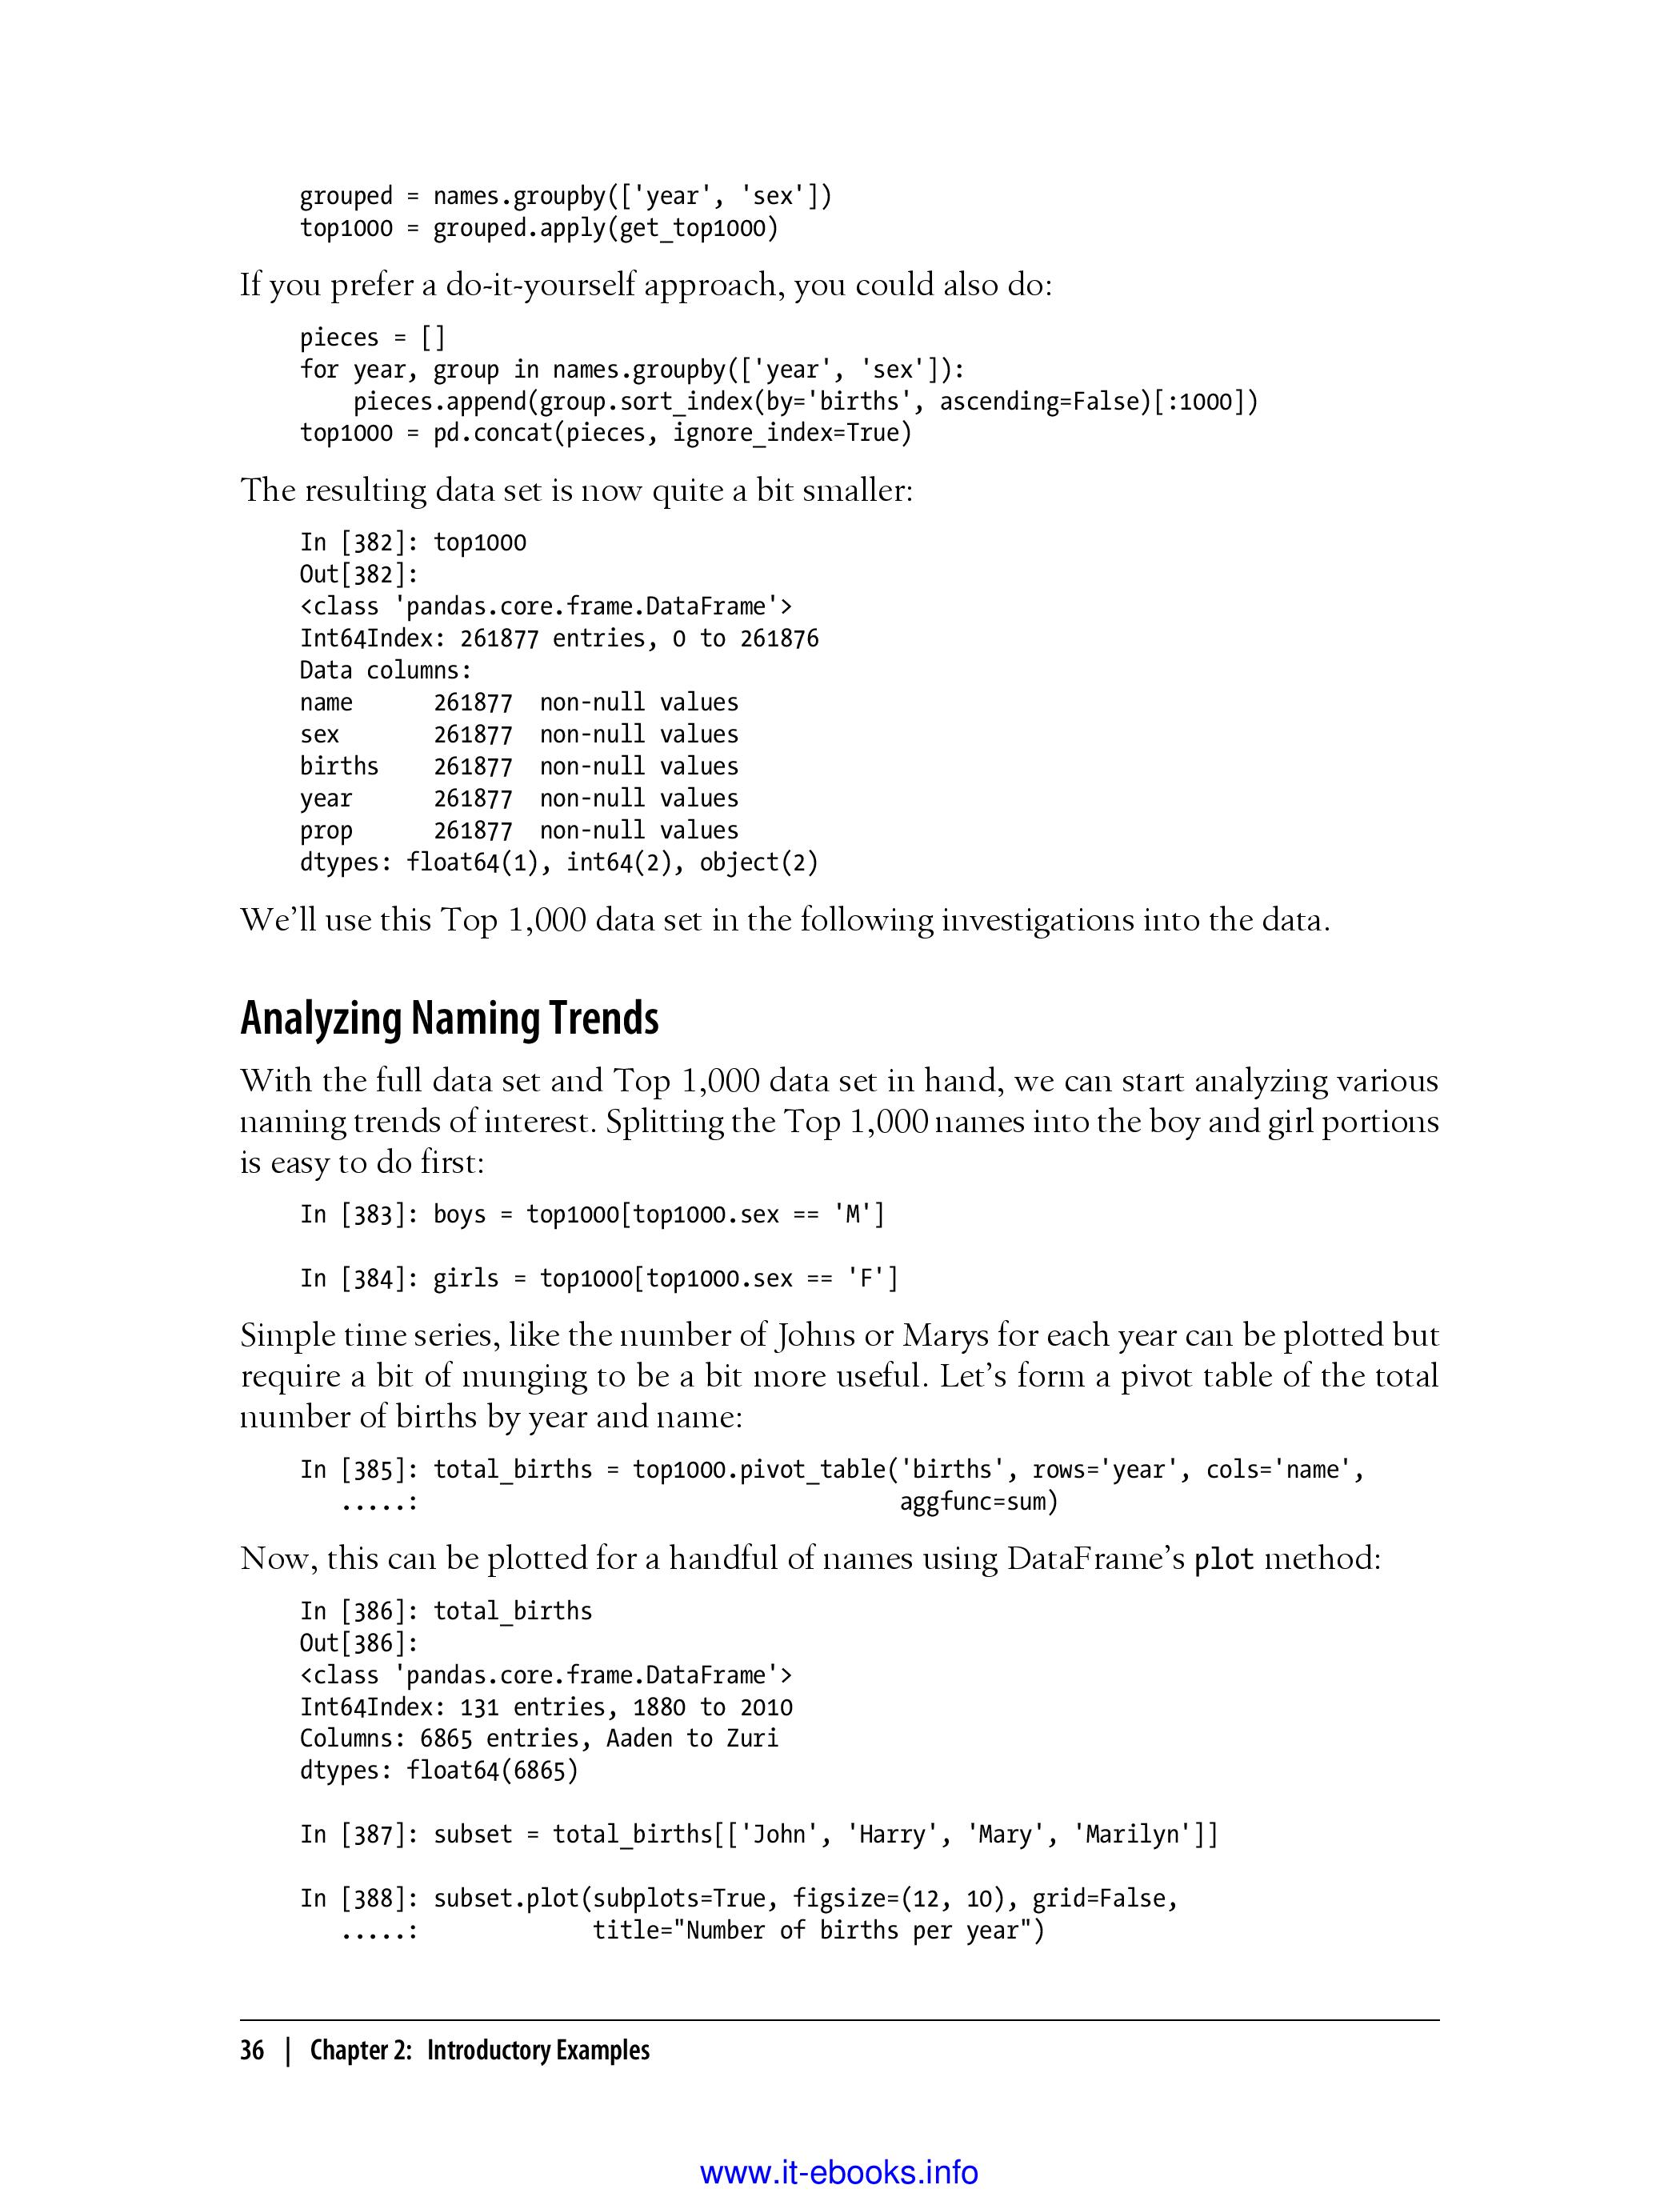 grouped = names.groupby(['year', 'sex'])
top1000 = grouped.apply(get_top1000)
If you prefer a do-it-yourself approach, you could also do:
pieces = []
for year, group in names.groupby(['year', 'sex']):
    pieces.append(group.sort_index(by='births', ascending=False)[:1000])
top1000 = pd.concat(pieces, ignore_index=True)
The resulting data set is now quite a bit smaller:
In [382]: top1000
Out[382]:
<class 'pandas.core.frame.DataFrame'>
Int64Index: 261877 entries, 0 to 261876
Data columns:
name      261877  non-null values
sex       261877  non-null values
births    261877  non-null values
year      261877  non-null values
prop      261877  non-null values
dtypes: float64(1), int64(2), object(2)
We’ll use this Top 1,000 data set in the following investigations into the data.
Analyzing Naming Trends
With the full data set and Top 1,000 data set in hand, we can start analyzing various
naming trends of interest. Splitting the Top 1,000 names into the boy and girl portions
is easy to do first:
In [383]: boys = top1000[top1000.sex == 'M']
In [384]: girls = top1000[top1000.sex == 'F']
Simple time series, like the number of Johns or Marys for each year can be plotted but
require a bit of munging to be a bit more useful. Let’s form a pivot table of the total
number of births by year and name:
In [385]: total_births = top1000.pivot_table('births', rows='year', cols='name',
   .....:                                    aggfunc=sum)
Now, this can be plotted for a handful of names using DataFrame’s plot method:
In [386]: total_births
Out[386]:
<class 'pandas.core.frame.DataFrame'>
Int64Index: 131 entries, 1880 to 2010
Columns: 6865 entries, Aaden to Zuri
dtypes: float64(6865)
In [387]: subset = total_births[['John', 'Harry', 'Mary', 'Marilyn']]
In [388]: subset.plot(subplots=True, figsize=(12, 10), grid=False,
   .....:             title="Number of births per year")
36 | Chapter 2: Introductory Examples
www.it-ebooks.info